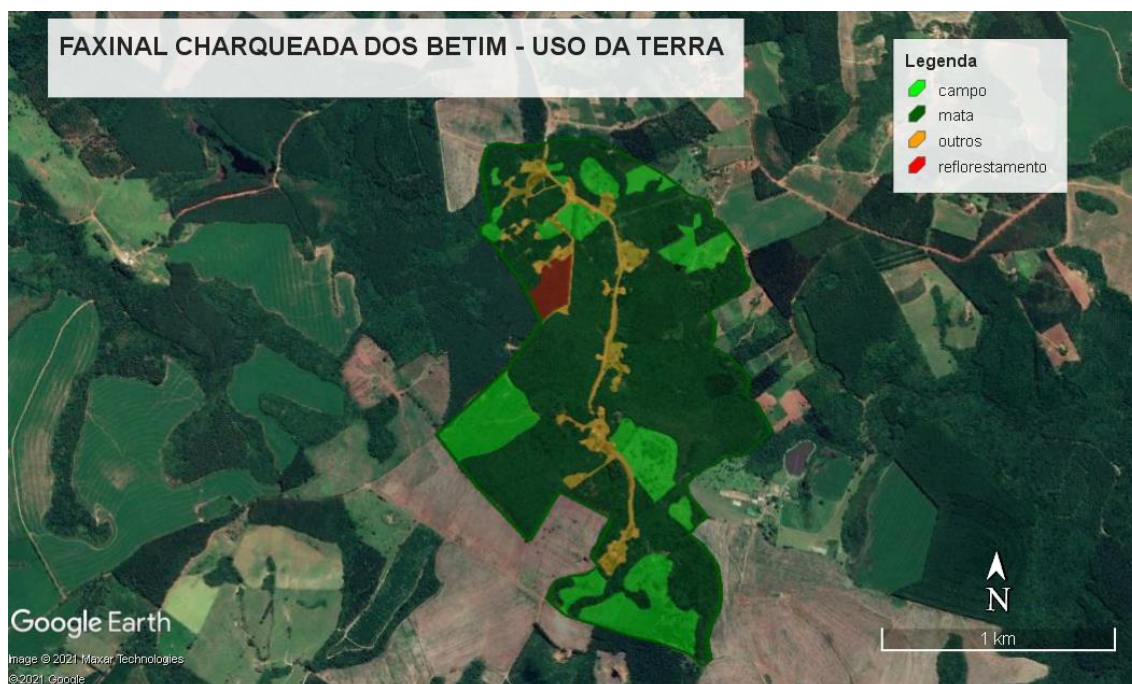 FAXINAL CHARQUEADA DOS BETIM - USO DA TERRA
Legenda
campo
mata
outros
reflorestamento
N
1 km
Google Earth
Image © 2021 Maxar Technologies
© 2021 Google